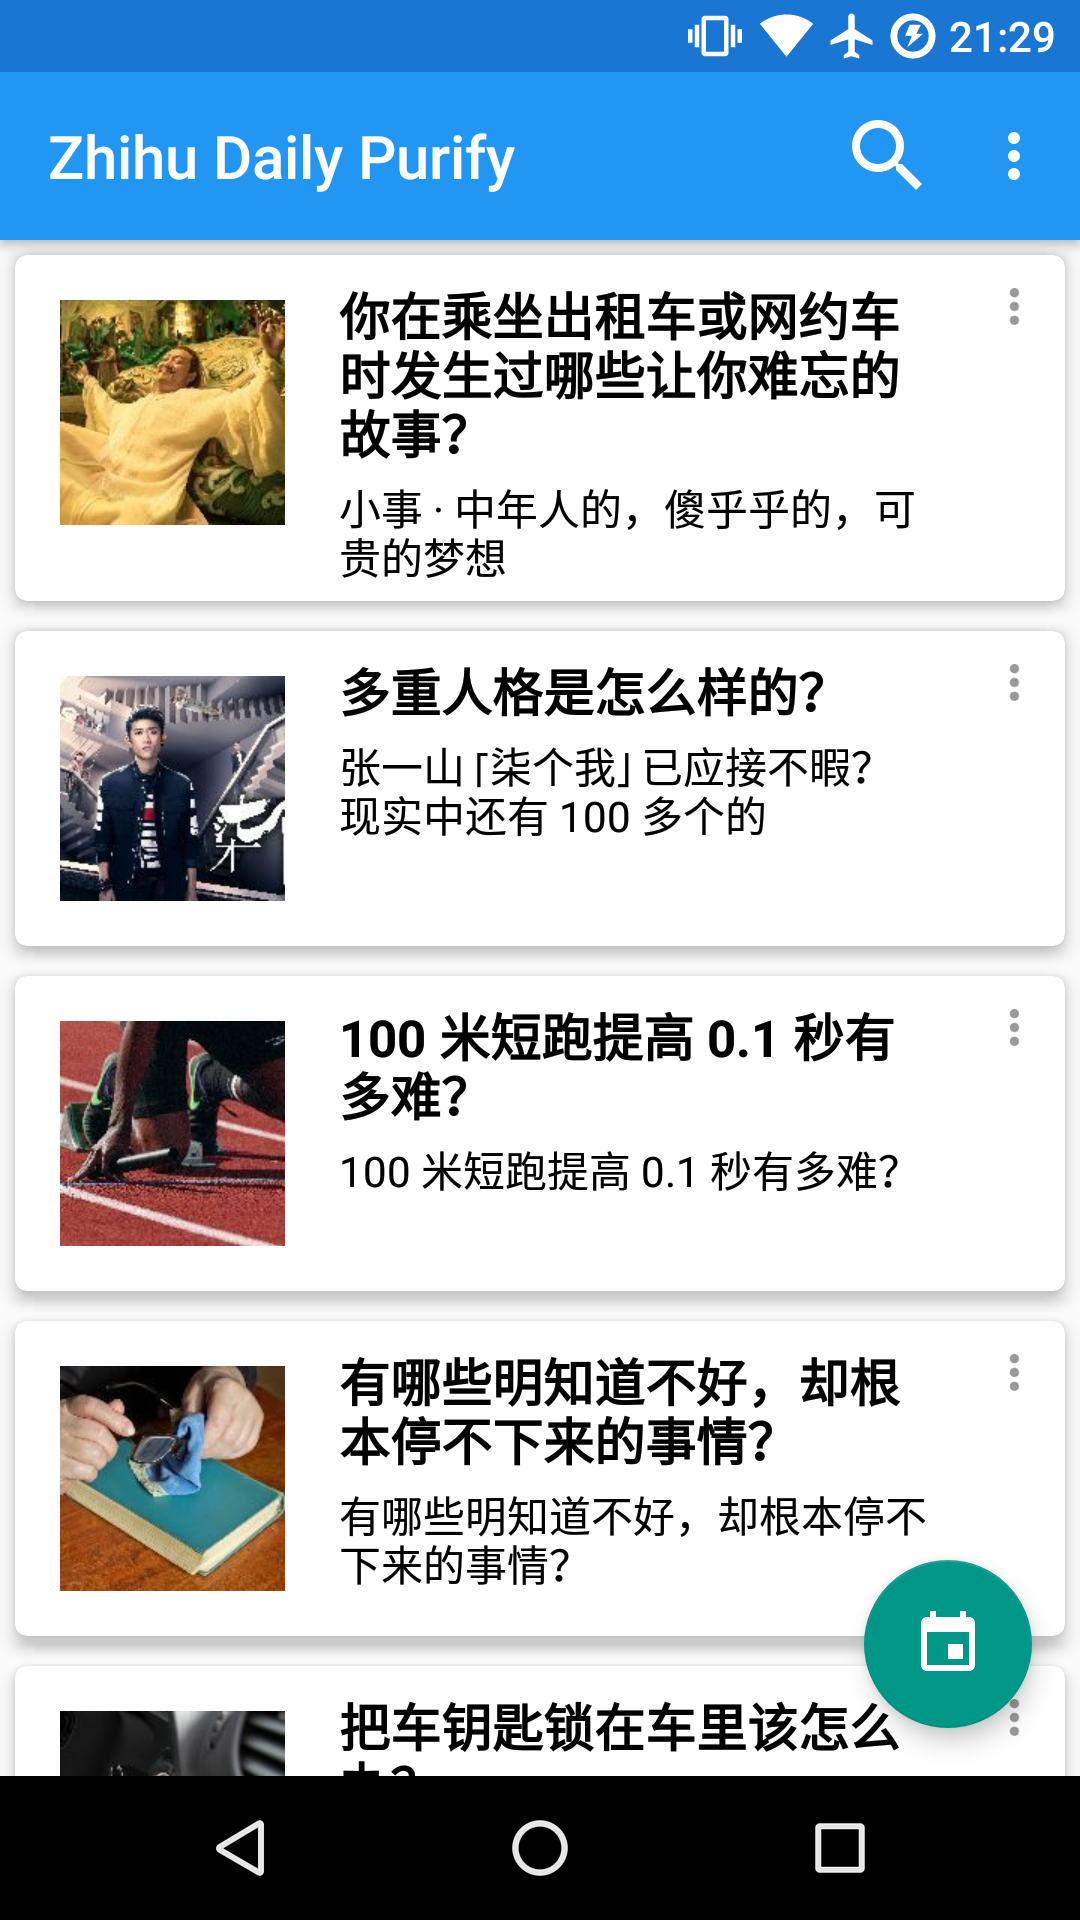 21:29
Zhihu Daily Purify
你在乘坐出租车或网约车
时发生过哪些让你难忘的
故事？
小事 · 中年人的，傻乎乎的，可
贵的梦想
多重人格是怎么样的？
张一山「柒个我」已应接不暇？
现实中还有 100 多个的
100 米短跑提高 0.1 秒有
多难？
100 米短跑提高 0.1 秒有多难？
有哪些明知道不好，却根
本停不下来的事情？
有哪些明知道不好，却根本停不
下来的事情？
把车钥匙锁在车里该怎么